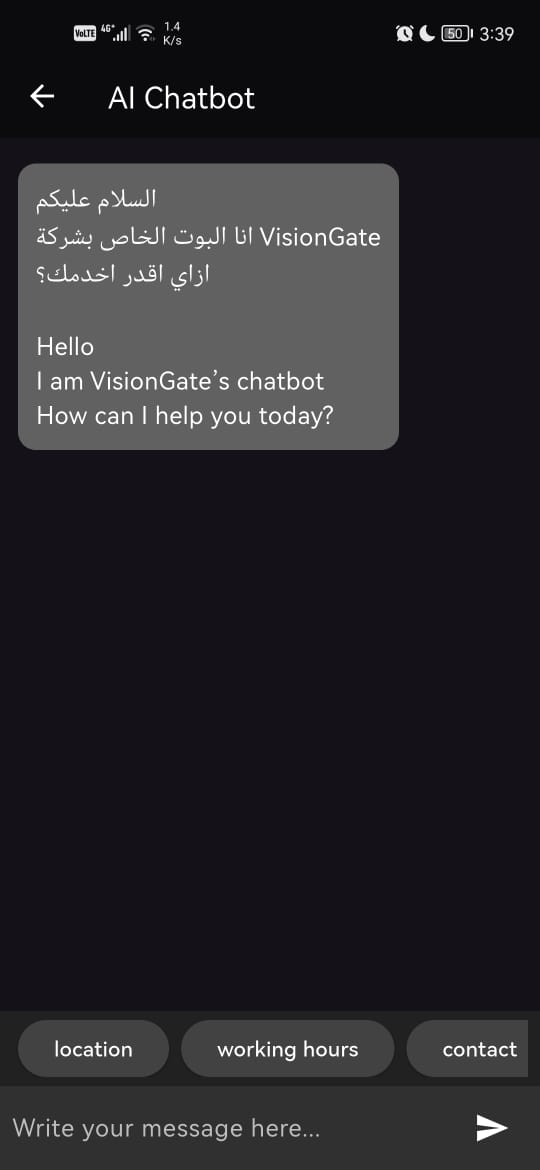 VoLTE 4G+ 1.4 K/s 50 3:39
AI Chatbot
السلام عليكم
انا البوت الخاص بشركة VisionGate
ازاي اقدر اخدمك؟
Hello
I am VisionGate’s chatbot
How can I help you today?
location working hours contact
Write your message here...